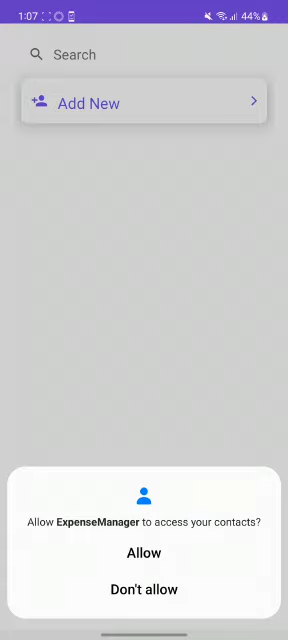 1:07 44%
Search
Add New
Allow ExpenseManager to access your contacts?
Allow
Don't allow